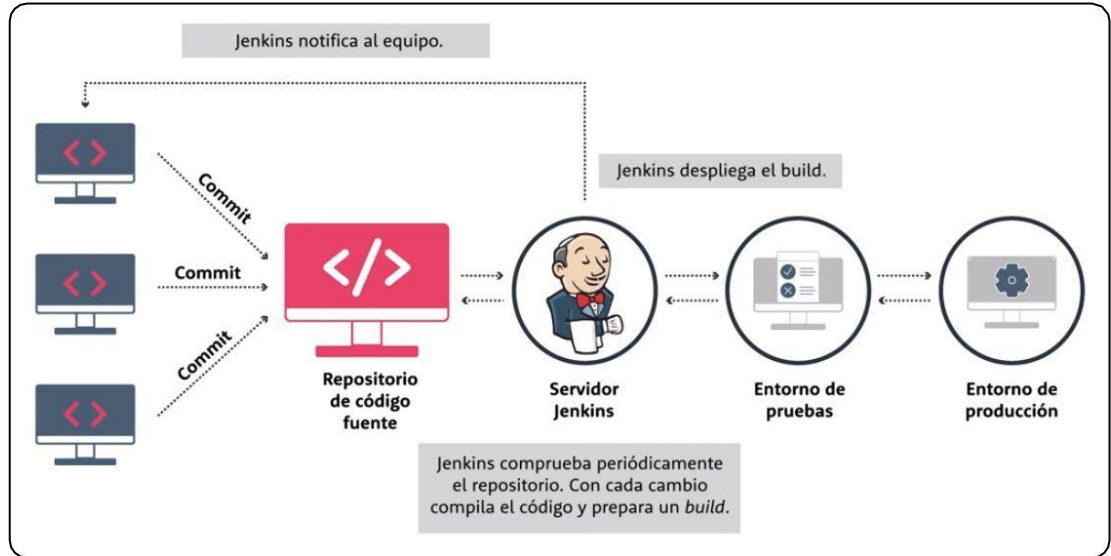 Jenkins notifica al equipo.
Jenkins despliega el build.
Commit
Commit
Commit
Repositorio
de código
fuente
Servidor
Jenkins
Entorno de
pruebas
Entorno de
producción
Jenkins comprueba periódicamente
el repositorio. Con cada cambio
compila el código y prepara un build.